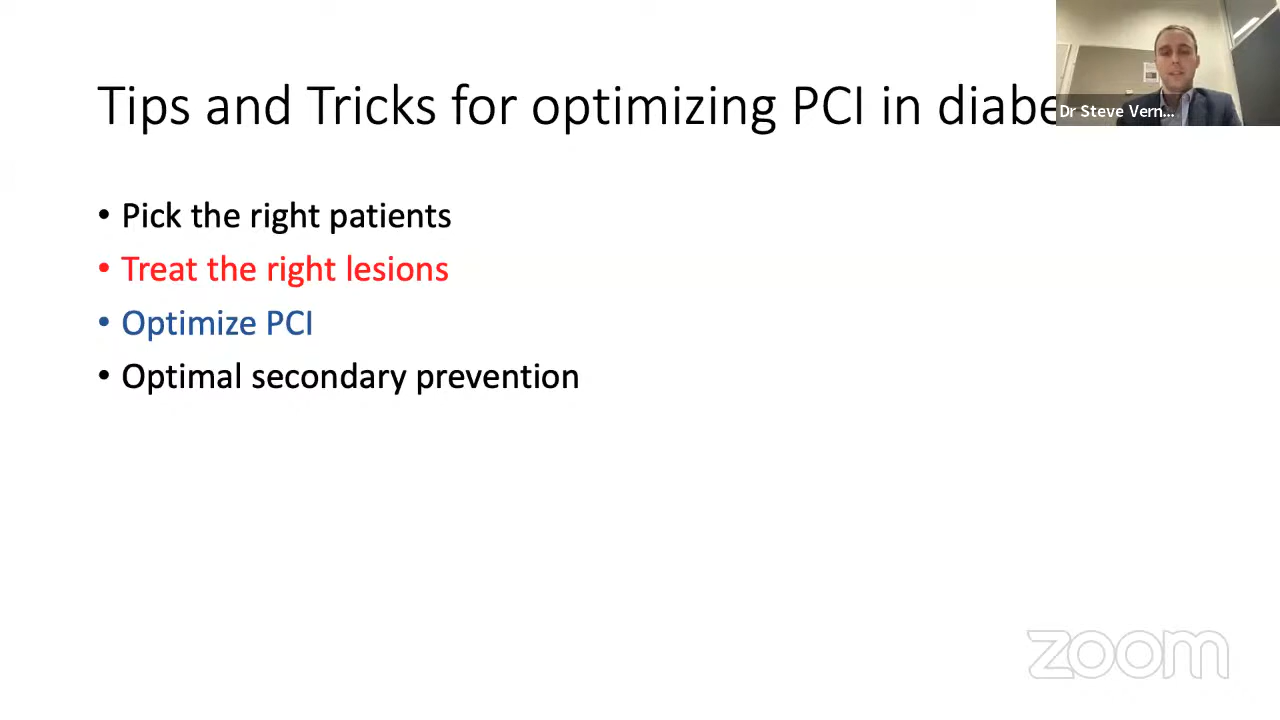 Tips and Tricks for optimizing PCI in diabe
Dr Steve Vern...
• Pick the right patients
• Treat the right lesions
• Optimize PCI
• Optimal secondary prevention
zoom